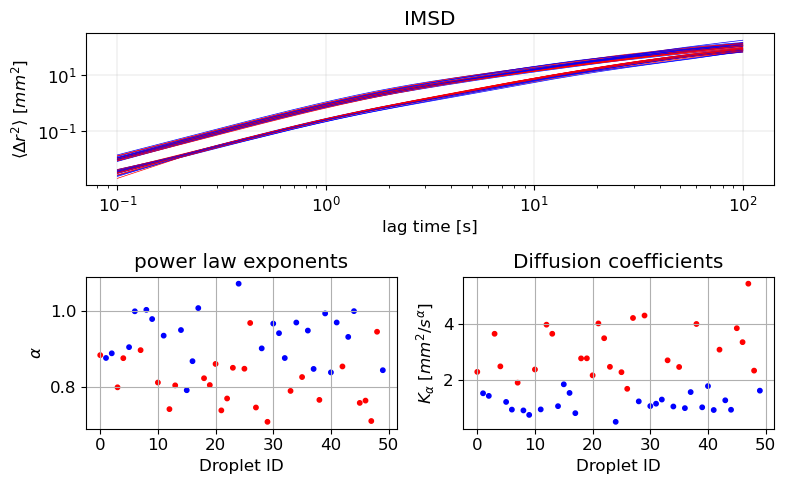 IMSD
⟨Δr²⟩ [mm²]
10¹
10⁻¹
10⁻¹ 10⁰ 10¹ 10²
lag time [s]
power law exponents
α
1.0
0.8
0 10 20 30 40 50
Droplet ID
Diffusion coefficients
K_α [mm²/s^α]
4
2
0 10 20 30 40 50
Droplet ID